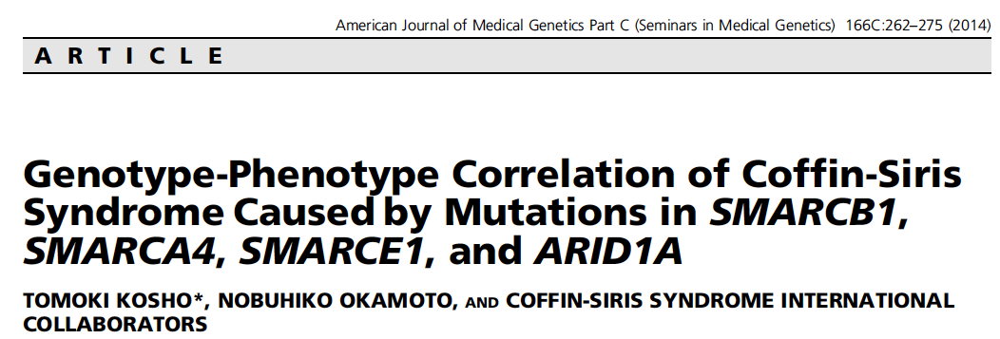 American Journal of Medical Genetics Part C (Seminars in Medical Genetics) 166C:262–275 (2014)
ARTICLE
Genotype-Phenotype Correlation of Coffin-Siris
Syndrome Caused by Mutations in SMARCB1,
SMARCA4, SMARCE1, and ARID1A
TOMOKI KOSHO*, NOBUHIKO OKAMOTO, AND COFFIN-SIRIS SYNDROME INTERNATIONAL
COLLABORATORS